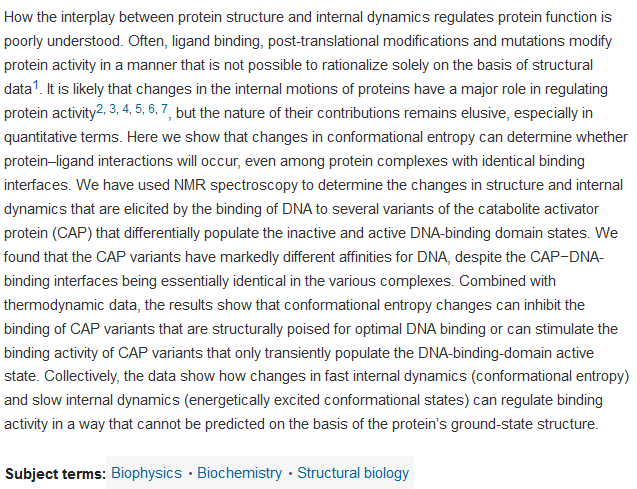 How the interplay between protein structure and internal dynamics regulates protein function is
poorly understood. Often, ligand binding, post-translational modifications and mutations modify
protein activity in a manner that is not possible to rationalize solely on the basis of structural
data1. It is likely that changes in the internal motions of proteins have a major role in regulating
protein activity2, 3, 4, 5, 6, 7, but the nature of their contributions remains elusive, especially in
quantitative terms. Here we show that changes in conformational entropy can determine whether
protein–ligand interactions will occur, even among protein complexes with identical binding
interfaces. We have used NMR spectroscopy to determine the changes in structure and internal
dynamics that are elicited by the binding of DNA to several variants of the catabolite activator
protein (CAP) that differentially populate the inactive and active DNA-binding domain states. We
found that the CAP variants have markedly different affinities for DNA, despite the CAP−DNA-
binding interfaces being essentially identical in the various complexes. Combined with
thermodynamic data, the results show that conformational entropy changes can inhibit the
binding of CAP variants that are structurally poised for optimal DNA binding or can stimulate the
binding activity of CAP variants that only transiently populate the DNA-binding-domain active
state. Collectively, the data show how changes in fast internal dynamics (conformational entropy)
and slow internal dynamics (energetically excited conformational states) can regulate binding
activity in a way that cannot be predicted on the basis of the protein’s ground-state structure.
Subject terms: Biophysics • Biochemistry • Structural biology